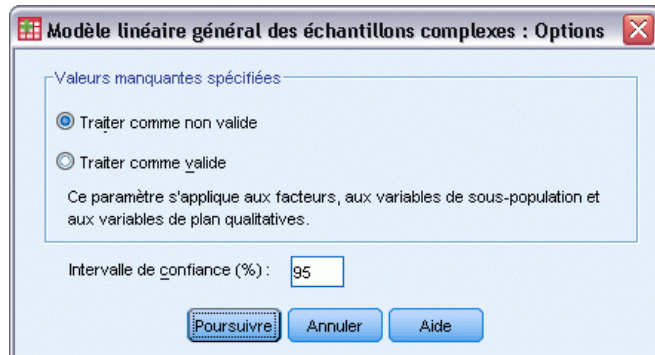 Modèle linéaire général des échantillons complexes : Options
Valeurs manquantes spécifiées
Traiter comme non valide
Traiter comme valide
Ce paramètre s'applique aux facteurs, aux variables de sous-population et
aux variables de plan qualitatives.
Intervalle de confiance (%) : 95
Poursuivre Annuler Aide